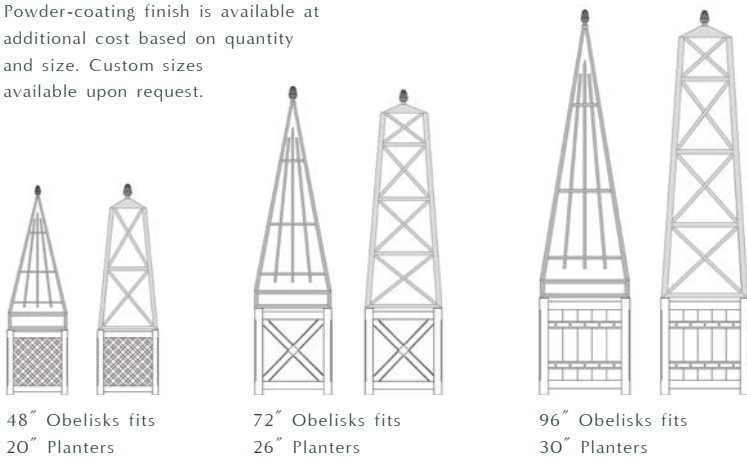 Powder-coating finish is available at
additional cost based on quantity
and size. Custom sizes
available upon request.
48″ Obelisks fits
20″ Planters
72″ Obelisks fits
26″ Planters
96″ Obelisks fits
30″ Planters